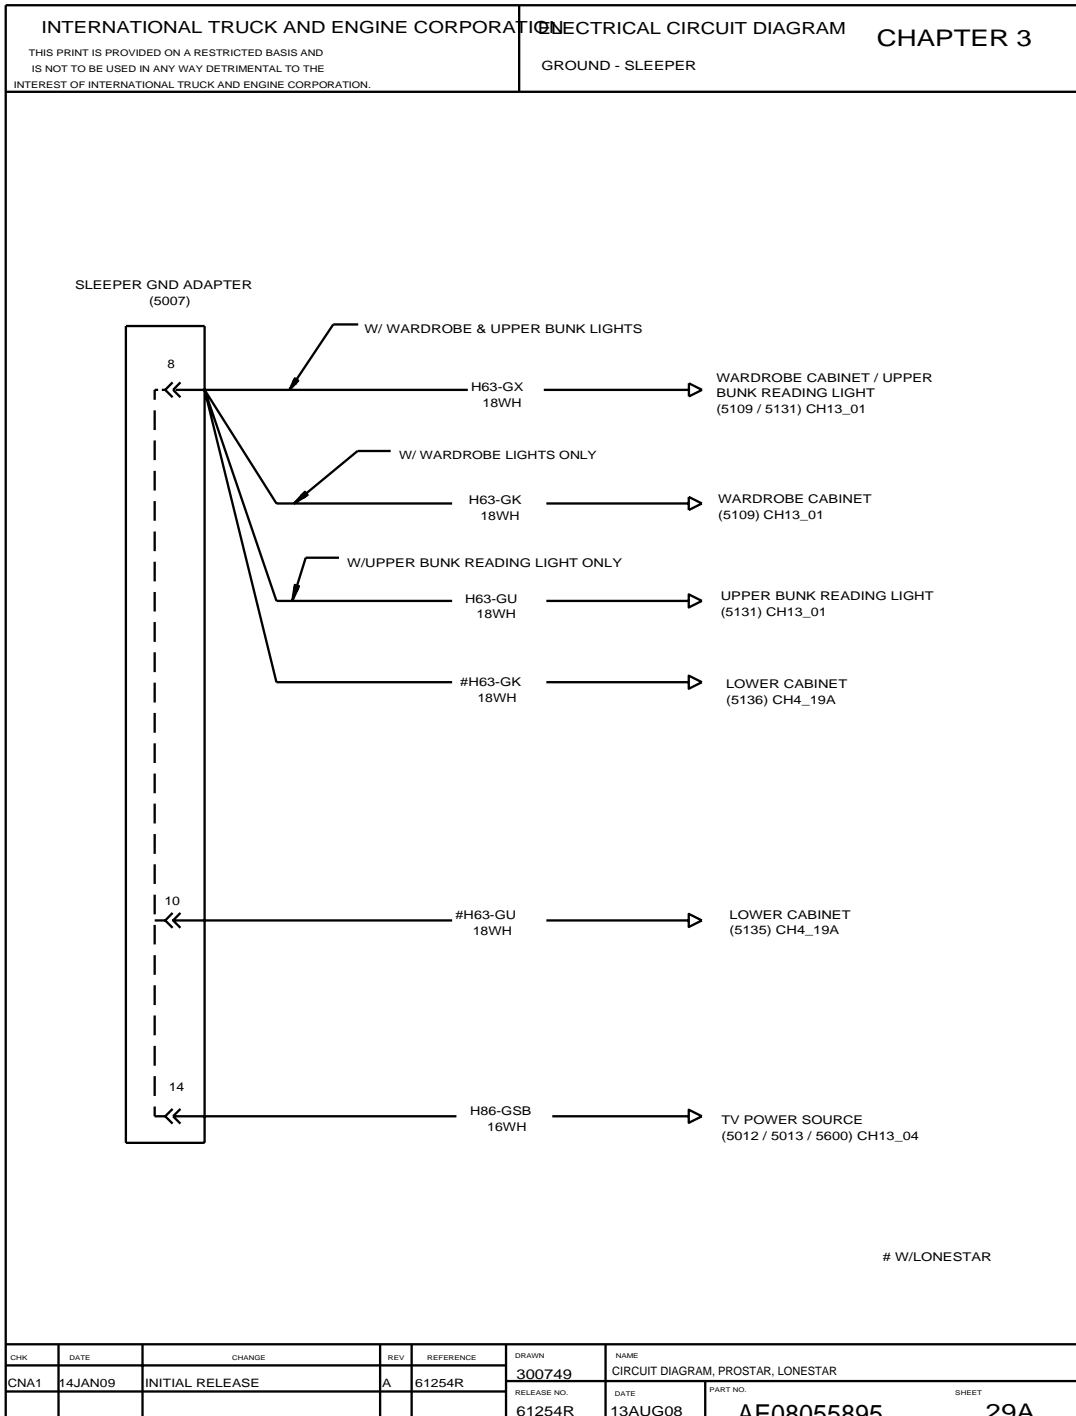 INTERNATIONAL TRUCK AND ENGINE CORPORATION
THIS PRINT IS PROVIDED ON A RESTRICTED BASIS AND
IS NOT TO BE USED IN ANY WAY DETRIMENTAL TO THE
INTEREST OF INTERNATIONAL TRUCK AND ENGINE CORPORATION.
ELECTRICAL CIRCUIT DIAGRAM
GROUND - SLEEPER
CHAPTER 3
SLEEPER GND ADAPTER
(5007)
W/ WARDROBE & UPPER BUNK LIGHTS
8
H63-GX
18WH
WARDROBE CABINET / UPPER
BUNK READING LIGHT
(5109 / 5131) CH13_01
W/ WARDROBE LIGHTS ONLY
H63-GK
18WH
WARDROBE CABINET
(5109) CH13_01
W/UPPER BUNK READING LIGHT ONLY
H63-GU
18WH
UPPER BUNK READING LIGHT
(5131) CH13_01
#H63-GK
18WH
LOWER CABINET
(5136) CH4_19A
10
#H63-GU
18WH
LOWER CABINET
(5135) CH4_19A
14
H86-GSB
16WH
TV POWER SOURCE
(5012 / 5013 / 5600) CH13_04
# W/LONESTAR
CHK DATE CHANGE REV REFERENCE
CNA1 14JAN09 INITIAL RELEASE A 61254R
DRAWN
300749
NAME
CIRCUIT DIAGRAM, PROSTAR, LONESTAR
RELEASE NO.
61254R
DATE
13AUG08
PART NO.
AE08055895
SHEET
29A